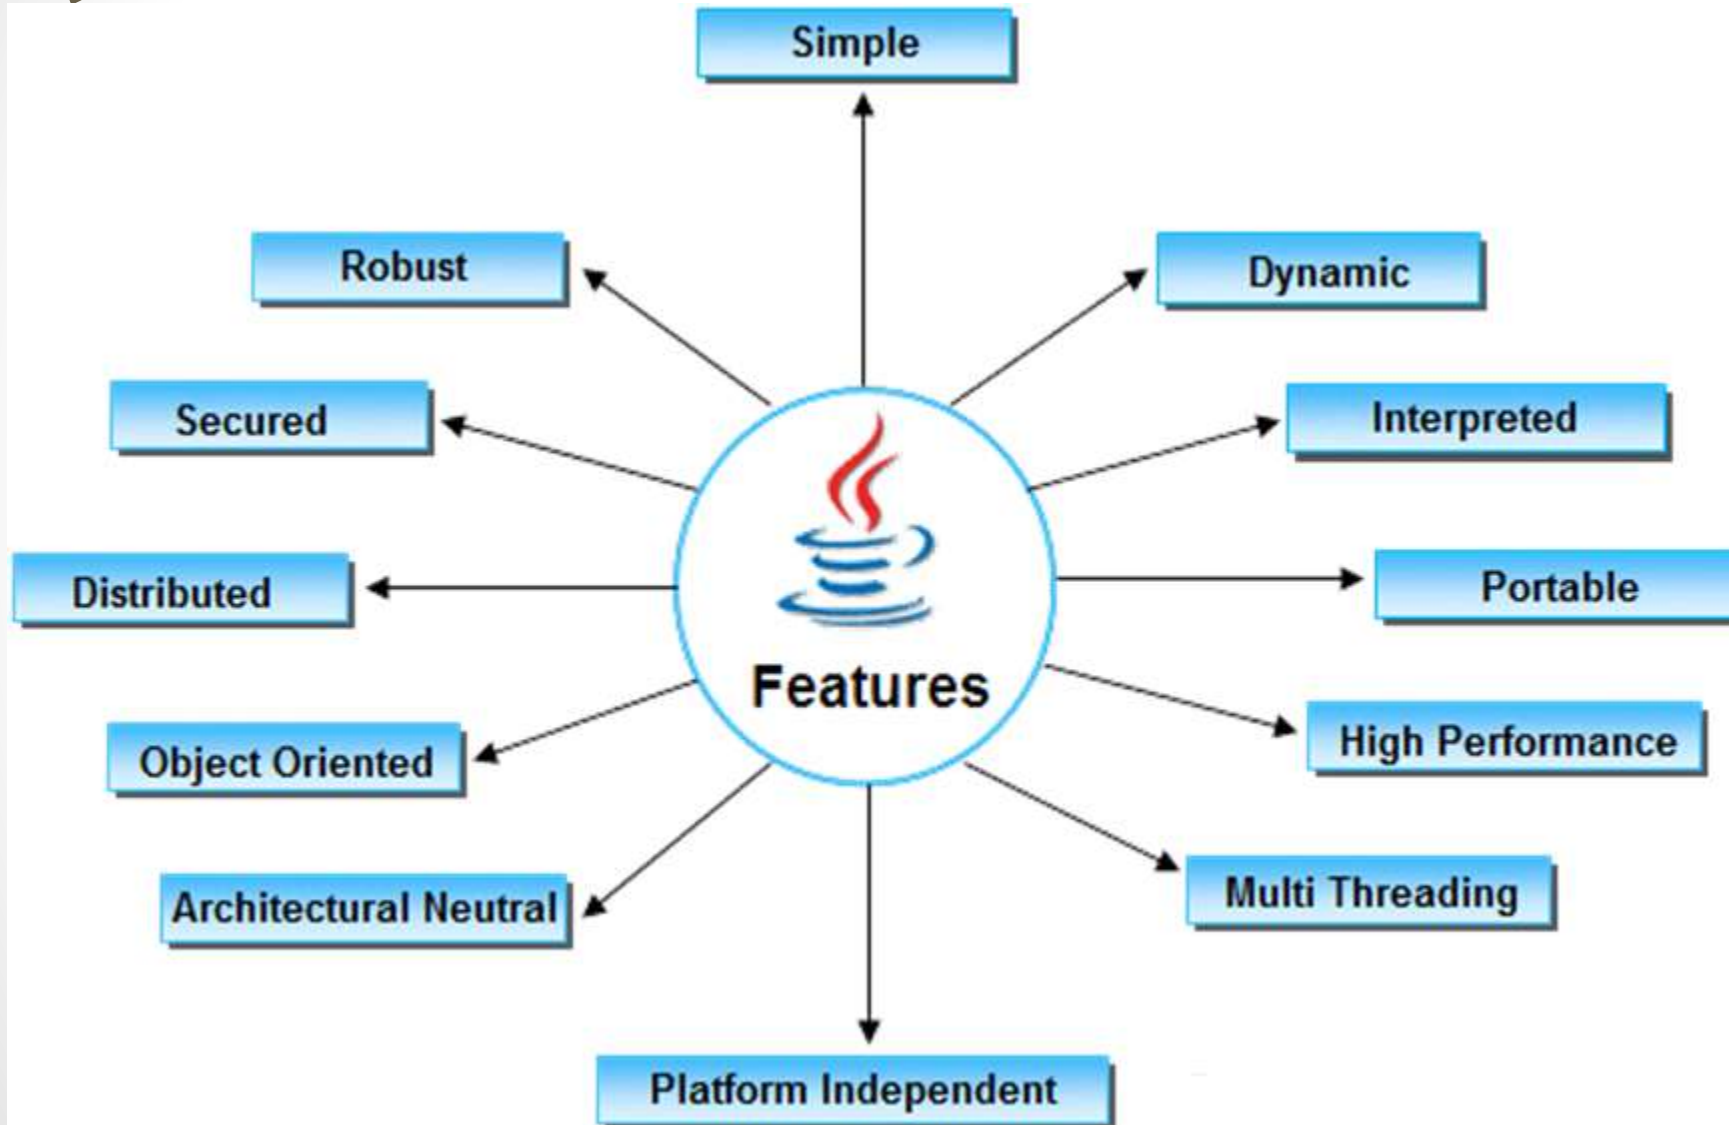 Simple
Robust
Dynamic
Secured
Interpreted
Distributed
Portable
Features
Object Oriented
High Performance
Architectural Neutral
Multi Threading
Platform Independent